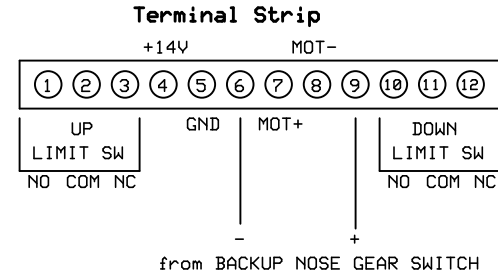 Terminal Strip
+14V MOT-
1 2 3 4 5 6 7 8 9 10 11 12
UP GND MOT+ DOWN
LIMIT SW LIMIT SW
NO COM NC NO COM NC
- +
from BACKUP NOSE GEAR SWITCH